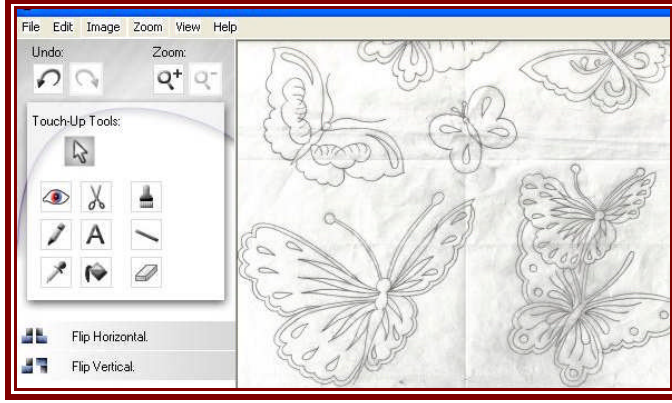 File Edit Image Zoom View Help
Undo: Zoom:
Touch-Up Tools:
A
Flip Horizontal.
Flip Vertical.